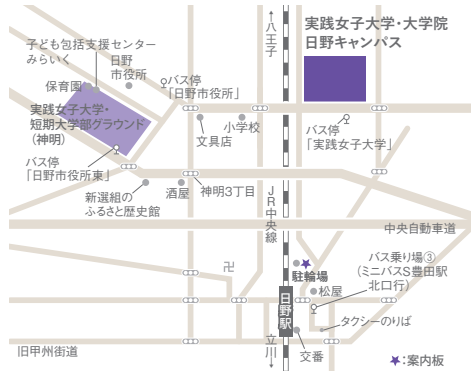 ↑八王子
実践女子大学・大学院
日野キャンパス
子ども包括支援センター
みらいく
日野
市役所
保育園
バス停
「日野市役所」
実践女子大学・
短期大学部グラウンド
(神明)
文具店
小学校
バス停
「実践女子大学」
バス停
「日野市役所東」
新選組の
ふるさと歴史館
酒屋
神明3丁目
JR中央線
中央自動車道
卍
駐輪場
バス乗り場③
(ミニバスS豊田駅
北口行)
松屋
日野駅
タクシーのりば
旧甲州街道
立川→
交番
★:案内板